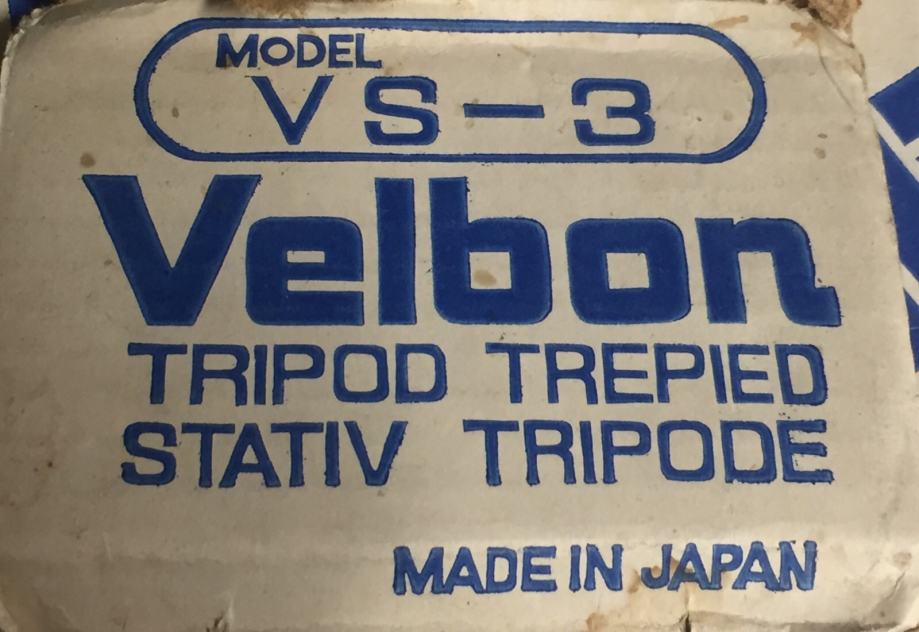 MODEL
VS-3
Velbon
TRIPOD TREPIED
STATIV TRIPODE
MADE IN JAPAN